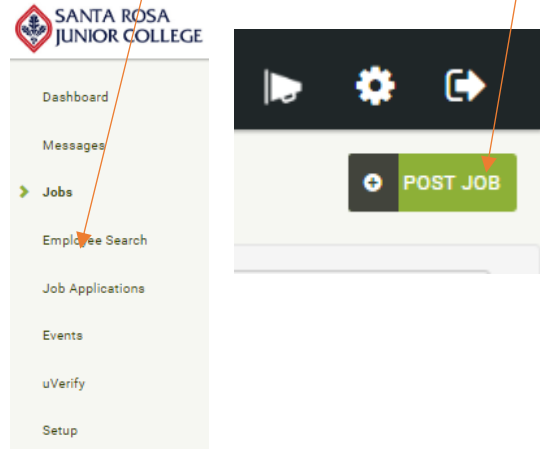 SANTA ROSA
JUNIOR COLLEGE
Dashboard
Messages
Jobs
Employee Search
Job Applications
Events
uVerify
Setup
POST JOB